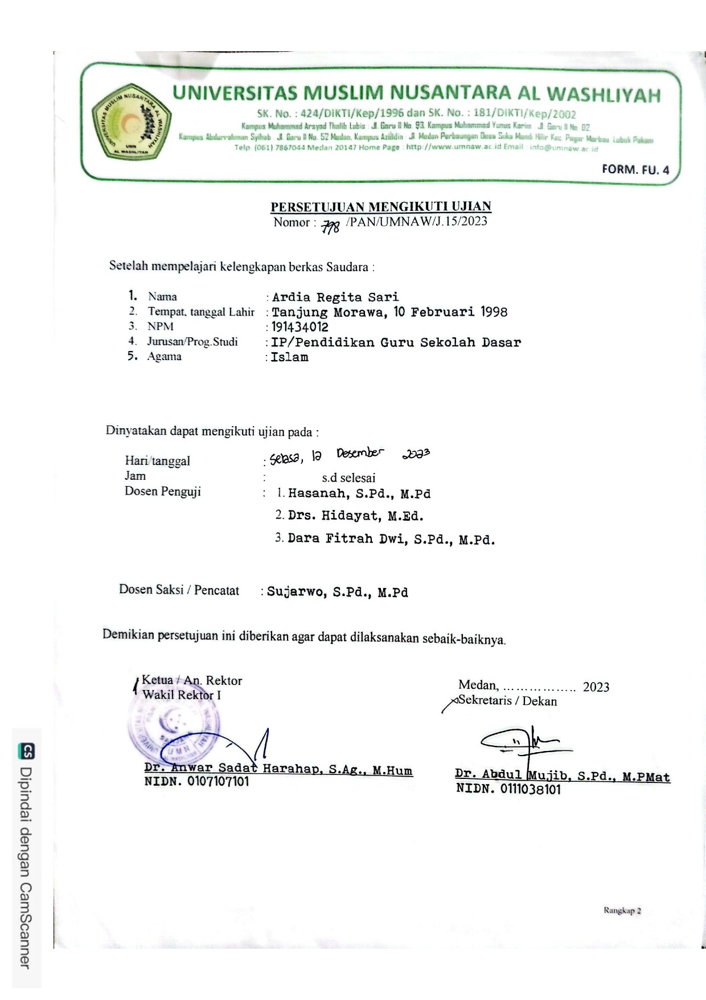 UNIVERSITAS MUSLIM NUSANTARA AL WASHLIYAH
SK. No. : 424/DIKTI/Kep/1996 dan SK. No. : 181/DIKTI/Kep/2002
Kampus Muhammad Arsyad Thalib Lubis : Jl. Garu II No. 93, Kampus Muhammad Yunus Karim Jl. Garu II No. 02,
Kampus Abdurrahman Syihab Jl. Garu II No. 52 Medan, Kampus Aziddin : Jl. Medan Perbaungan Desa Suka Mandi Hilir Kec. Pagar Merbau, Lubuk Pakam
Telp. (061) 7867044 Medan 20147 Home Page : http://www.umnaw.ac.id Email : info@umnaw.ac.id
UNIVERSITAS MUSLIM NUSANTARA AL WASHLIYAH
UMN
AL WASHLIYAH
FORM. FU. 4
PERSETUJUAN MENGIKUTI UJIAN
Nomor : 798 /PAN/UMNAW/J.15/2023
Setelah mempelajari kelengkapan berkas Saudara :
1. Nama : Ardia Regita Sari
2. Tempat, tanggal Lahir : Tanjung Morawa, 10 Februari 1998
3. NPM : 191434012
4. Jurusan/Prog.Studi : IP/Pendidikan Guru Sekolah Dasar
5. Agama : Islam
Dinyatakan dapat mengikuti ujian pada :
Hari/tanggal : Selasa, 12 Desember 2023
Jam : s.d selesai
Dosen Penguji : 1. Hasanah, S.Pd., M.Pd
2. Drs. Hidayat, M.Ed.
3. Dara Fitrah Dwi, S.Pd., M.Pd.
Dosen Saksi / Pencatat : Sujarwo, S.Pd., M.Pd
Demikian persetujuan ini diberikan agar dapat dilaksanakan sebaik-baiknya.
Ketua / An. Rektor
Wakil Rektor I
Medan, ................ 2023
Sekretaris / Dekan
UMN
Dr. Anwar Sadat Harahap, S.Ag., M.Hum
NIDN. 0107107101
Dr. Abdul Mujib, S.Pd., M.PMat
NIDN. 0111038101
Rangkap 2
CS Dipindai dengan CamScanner